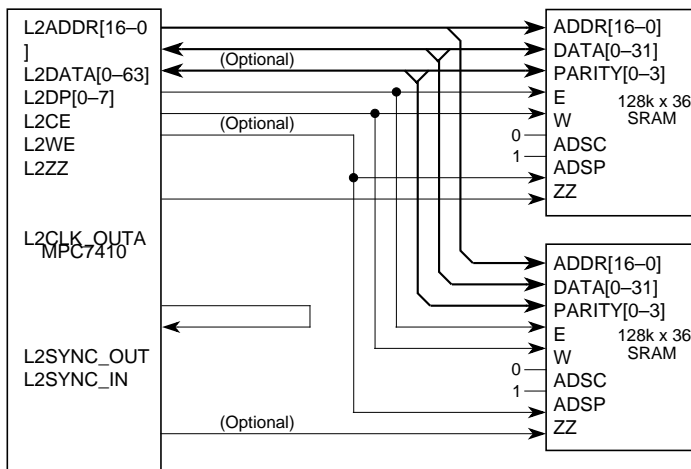 L2ADDR[16–0
]
L2DATA[0–63]
L2DP[0–7]
L2CE
L2WE
L2ZZ
L2CLK_OUTA
MPC7410
L2SYNC_OUT
L2SYNC_IN
(Optional)
(Optional)
(Optional)
ADDR[16–0]
DATA[0–31]
PARITY[0–3]
E
128k x 36
W
SRAM
0
ADSC
1
ADSP
ZZ
ADDR[16–0]
DATA[0–31]
PARITY[0–3]
E
128k x 36
W
SRAM
0
ADSC
1
ADSP
ZZ